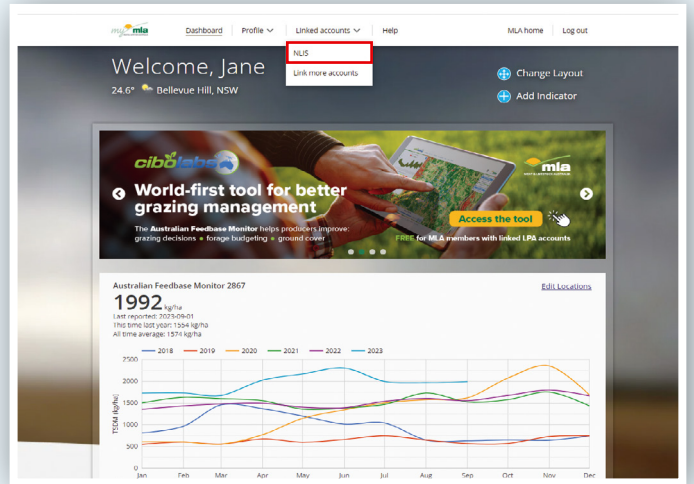 my mla Dashboard Profile Linked accounts Help MLA home Log out
NLIS
Link more accounts
Welcome, Jane
24.6° Bellevue Hill, NSW
Change Layout
Add Indicator
cibolabs
mla
World-first tool for better
grazing management
Access the tool
The Australian Feedbase Monitor helps producers improve:
grazing decisions • forage budgeting • ground cover
FREE for MLA members with linked LPA accounts
Australian Feedbase Monitor 2867
Edit Locations
1992 kg/ha
Last reported: 2023-09-01
This time last year: 1554 kg/ha
All time average: 1574 kg/ha
2018 2019 2020 2021 2022 2023
TSDM (kg/ha)
2500
2000
1500
1000
500
0
Jan Feb Mar Apr May Jun Jul Aug Sep Oct Nov Dec